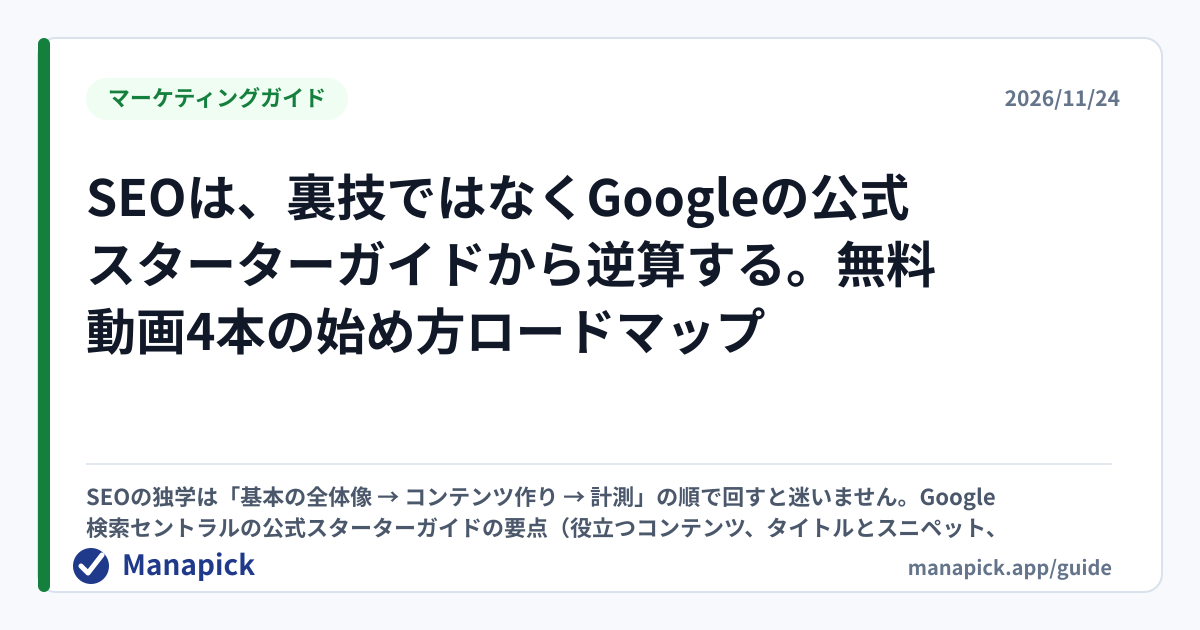 マーケティングガイド
2026/11/24
SEOは、裏技ではなくGoogleの公式
スターターガイドから逆算する。無料
動画4本の始め方ロードマップ
SEOの独学は「基本の全体像 → コンテンツ作り → 計測」の順で回すと迷いません。Google
検索セントラルの公式スターターガイドの要点（役立つコンテンツ、タイトルとスニペット、
Manapick
manapick.app/guide